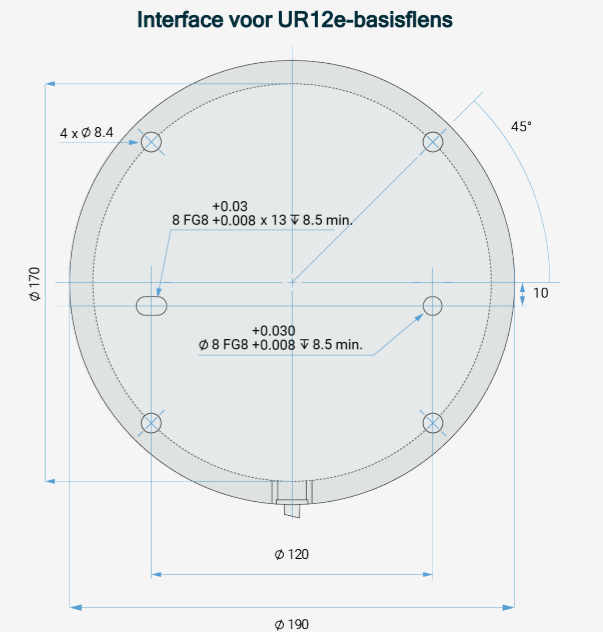 Interface voor UR12e-basisflens
4 x ⌀ 8.4
45°
+0.03
8 FG8 +0.008 x 13 ↧ 8.5 min.
⌀ 170
10
+0.030
⌀ 8 FG8 +0.008 ↧ 8.5 min.
⌀ 120
⌀ 190